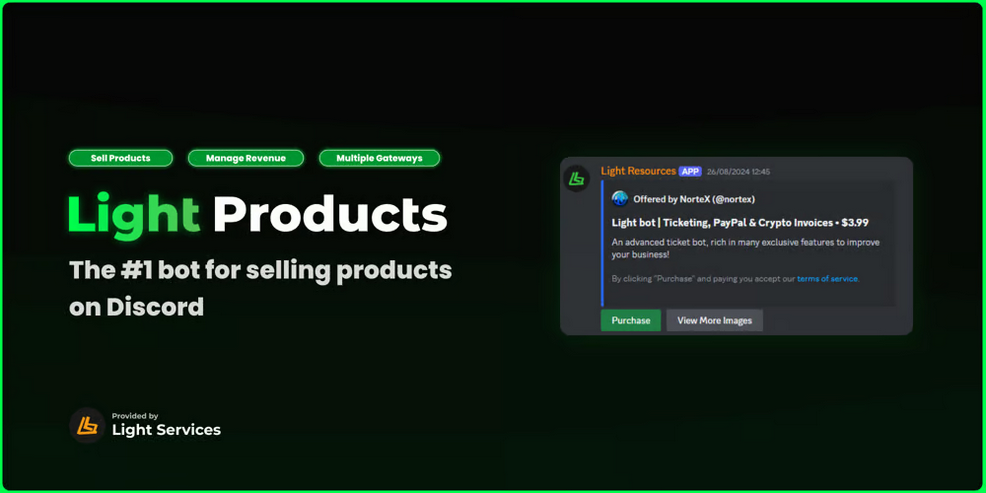 Sell Products
Manage Revenue
Multiple Gateways
Light Products
The #1 bot for selling products
on Discord
Provided by
Light Services
Light Resources APP 26/08/2024 12:45
Offered by NorteX (@nortex)
Light bot | Ticketing, PayPal & Crypto Invoices • $3.99
An advanced ticket bot, rich in many exclusive features to improve
your business!
By clicking "Purchase" and paying you accept our terms of service.
Purchase
View More Images